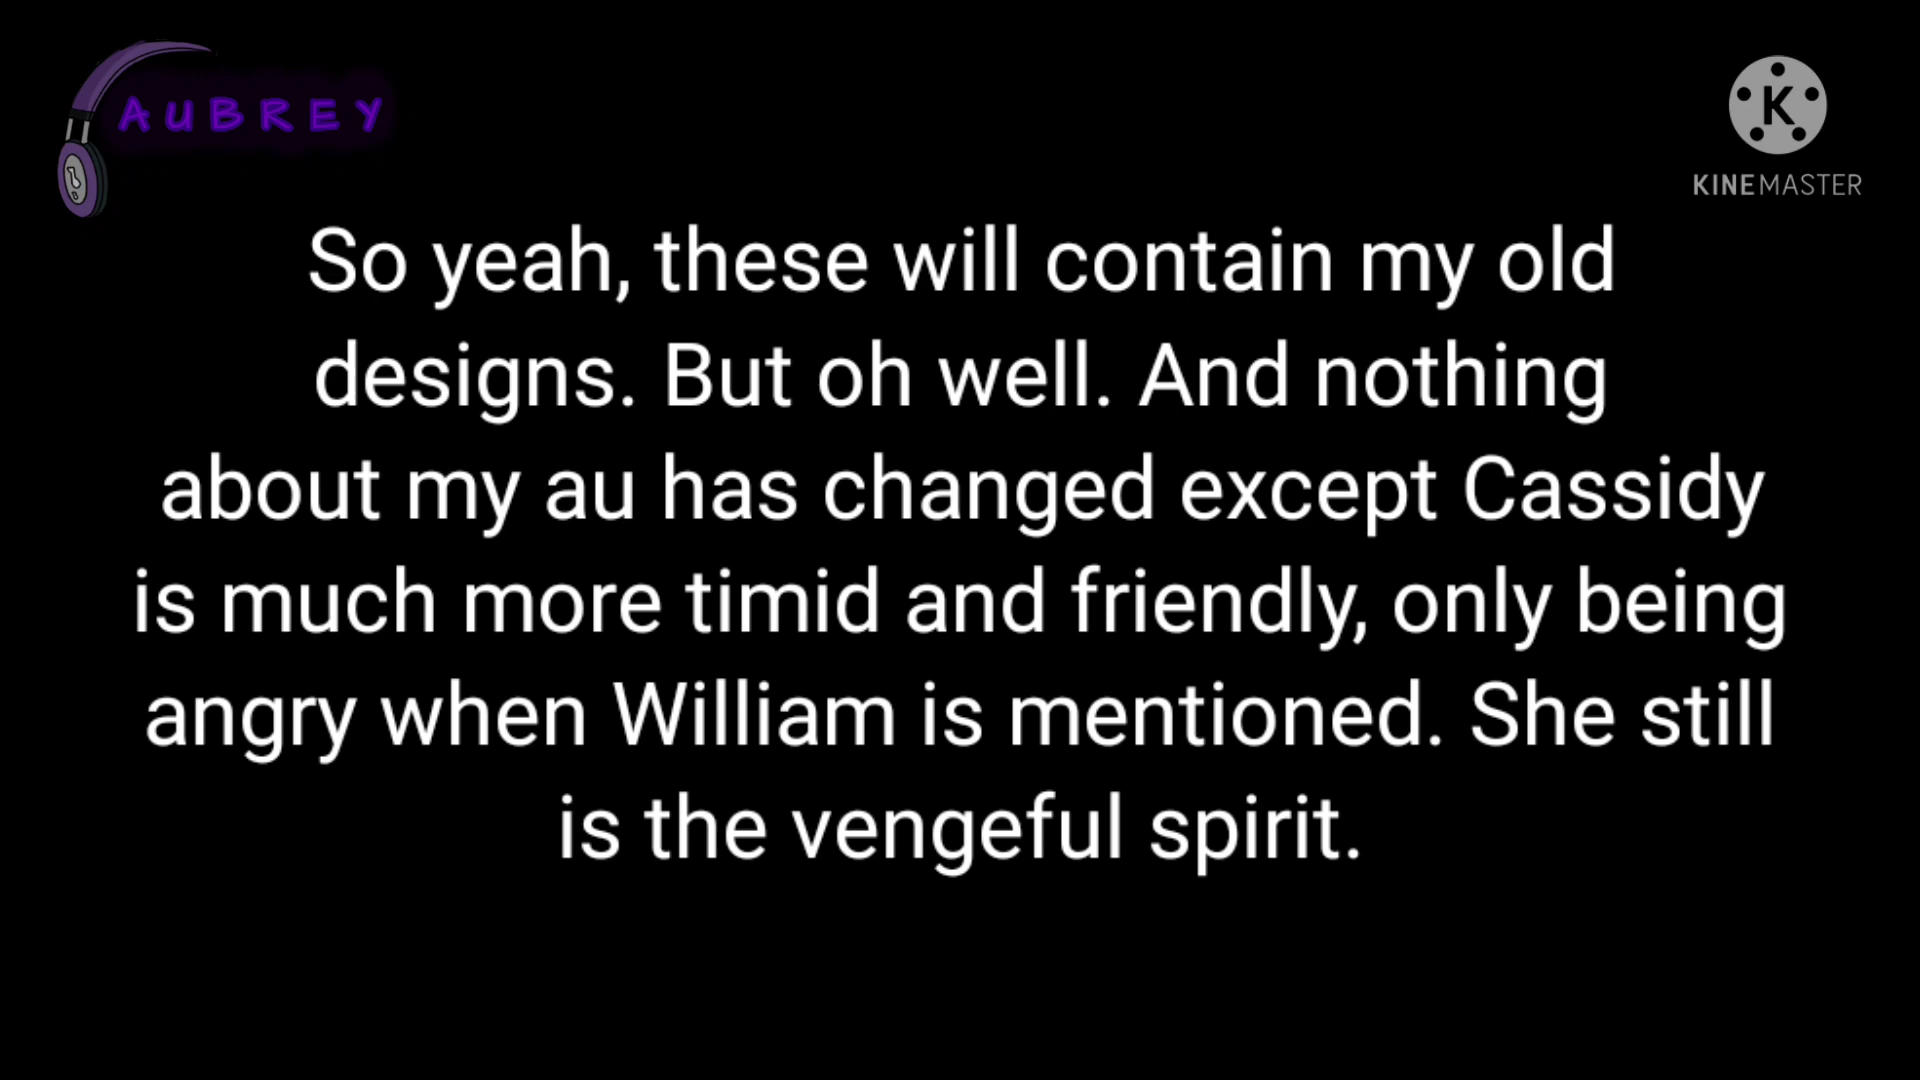 AUBREY
K
KINEMASTER
So yeah, these will contain my old
designs. But oh well. And nothing
about my au has changed except Cassidy
is much more timid and friendly, only being
angry when William is mentioned. She still
is the vengeful spirit.